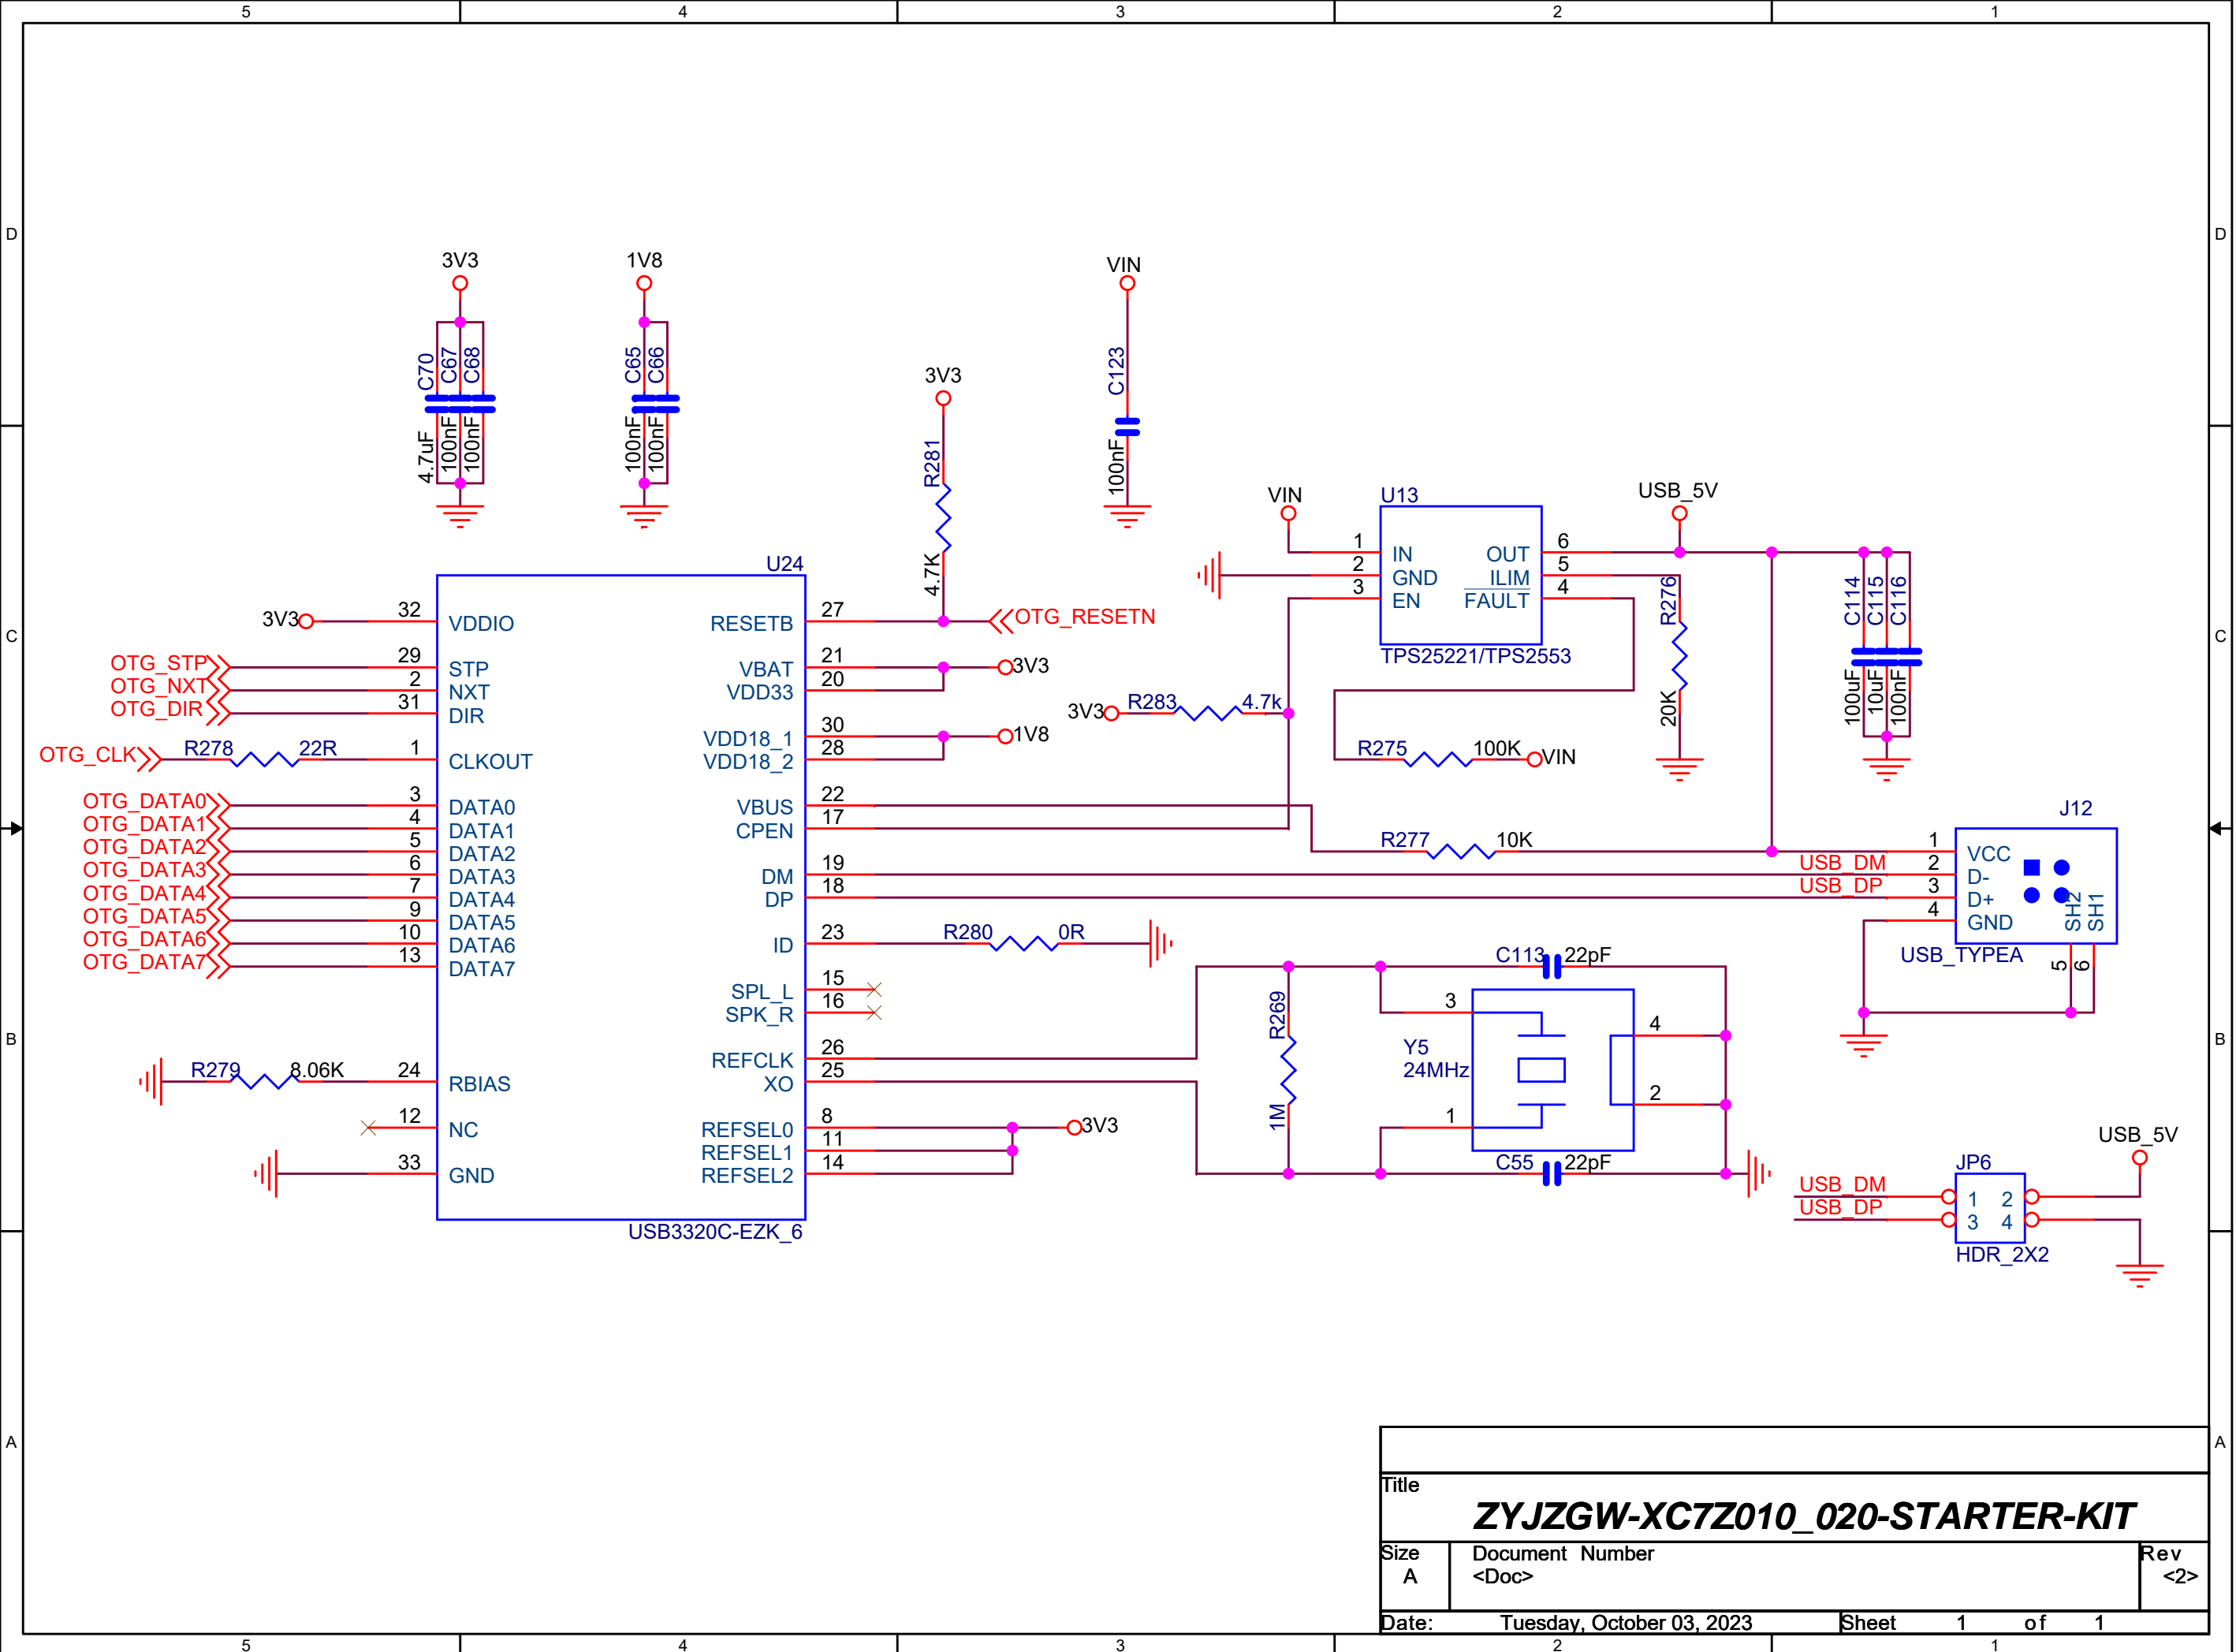 5 4 3 2 1
D D
3V3 1V8 VIN
C70 C67 C68
4.7uF 100nF 100nF
C65 C66
100nF 100nF
C123
100nF
3V3
R281
4.7K
C C
U24
3V3 32 VDDIO
OTG_STP 29 STP
OTG_NXT 2 NXT
OTG_DIR 31 DIR
OTG_CLK R278 22R 1 CLKOUT
OTG_DATA0 3 DATA0
OTG_DATA1 4 DATA1
OTG_DATA2 5 DATA2
OTG_DATA3 6 DATA3
OTG_DATA4 7 DATA4
OTG_DATA5 9 DATA5
OTG_DATA6 10 DATA6
OTG_DATA7 13 DATA7
R279 8.06K 24 RBIAS
12 NC
33 GND
RESETB 27 OTG_RESETN
VBAT 21 3V3
VDD33 20
VDD18_1 30 1V8
VDD18_2 28
VBUS 22
CPEN 17
DM 19
DP 18
ID 23 R280 0R
SPL_L 15
SPK_R 16
REFCLK 26
XO 25
REFSEL0 8 3V3
REFSEL1 11
REFSEL2 14
USB3320C-EZK_6
VIN U13 USB_5V
1 IN OUT 6
2 GND ILIM 5
3 EN FAULT 4
TPS25221/TPS2553
R276
20K
3V3 R283 4.7k
R275 100K VIN
C114 C115 C116
100uF 10uF 100nF
R277 10K
J12
1 VCC
USB_DM 2 D-
USB_DP 3 D+
4 GND
SH2 SH1
5 6
USB_TYPEA
C113 22pF
R269
1M
Y5
24MHz
3 4
1 2
C55 22pF
B B
USB_5V
JP6
USB_DM 1 2
USB_DP 3 4
HDR_2X2
A A
Title
ZYJZGW-XC7Z010_020-STARTER-KIT
Size Document Number Rev
A <Doc> <2>
Date: Tuesday, October 03, 2023 Sheet 1 of 1
5 4 3 2 1